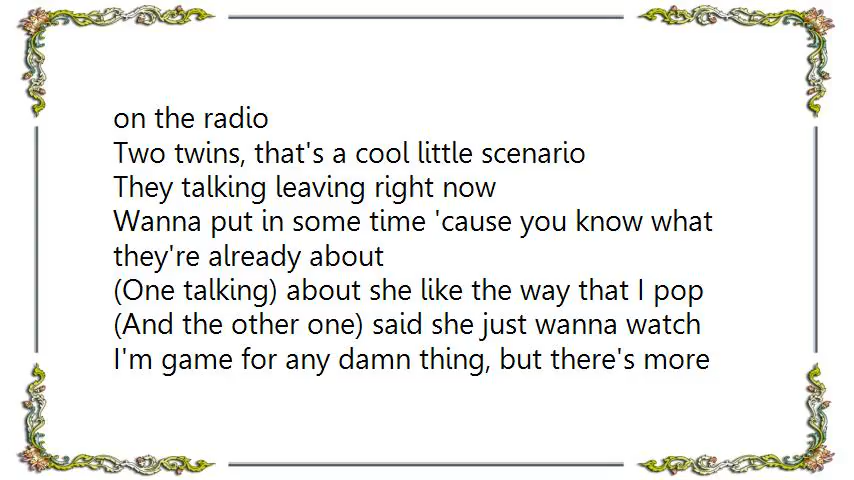 on the radio
Two twins, that's a cool little scenario
They talking leaving right now
Wanna put in some time 'cause you know what
they're already about
(One talking) about she like the way that I pop
(And the other one) said she just wanna watch
I'm game for any damn thing, but there's more